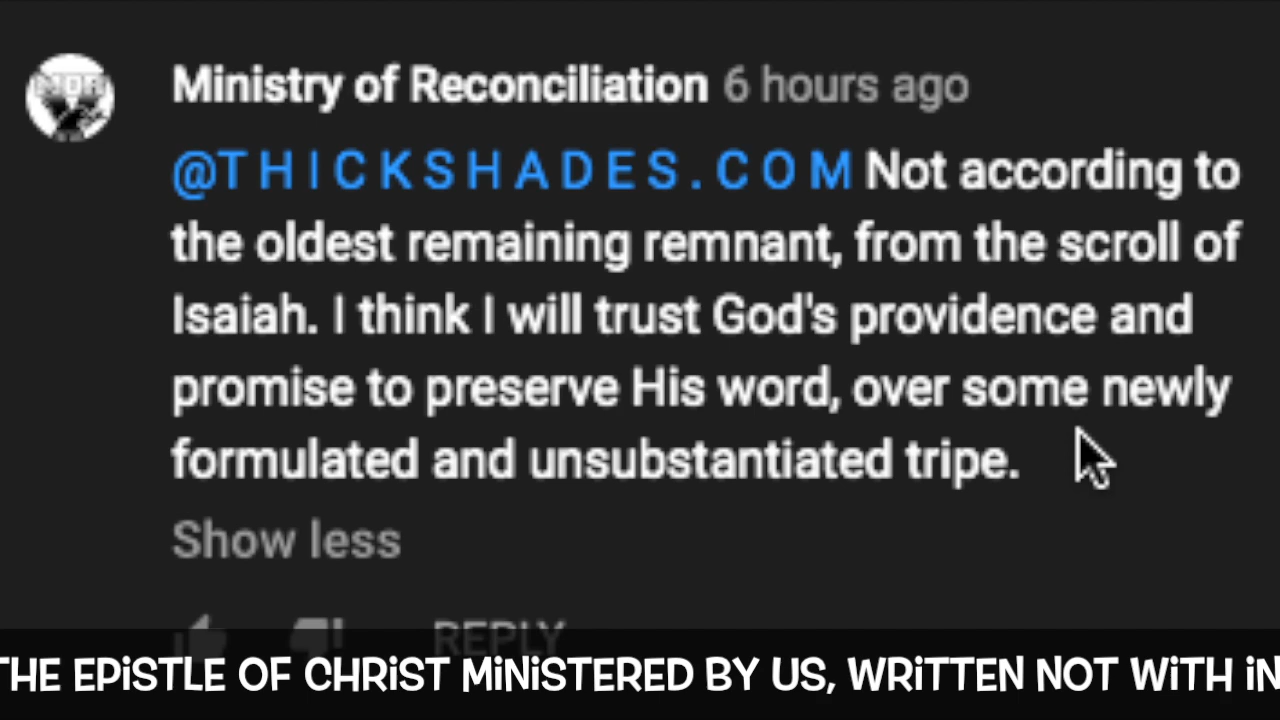 MOR
Ministry of Reconciliation 6 hours ago
@T H I C K S H A D E S . C O M Not according to
the oldest remaining remnant, from the scroll of
Isaiah. I think I will trust God's providence and
promise to preserve His word, over some newly
formulated and unsubstantiated tripe.
Show less
REPLY
THE EPISTLE OF CHRIST MINISTERED BY US, WRITTEN NOT WITH IN